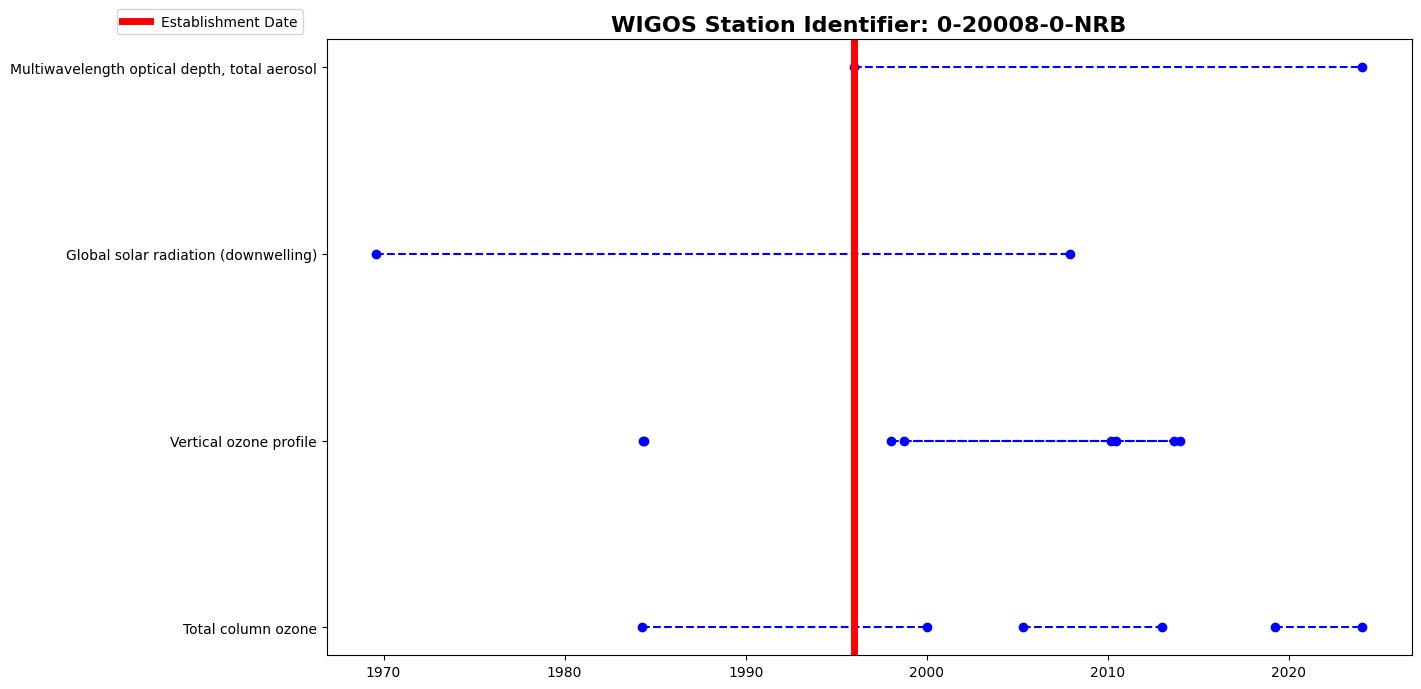 Establishment Date
WIGOS Station Identifier: 0-20008-0-NRB
Multiwavelength optical depth, total aerosol
Global solar radiation (downwelling)
Vertical ozone profile
Total column ozone
1970 1980 1990 2000 2010 2020